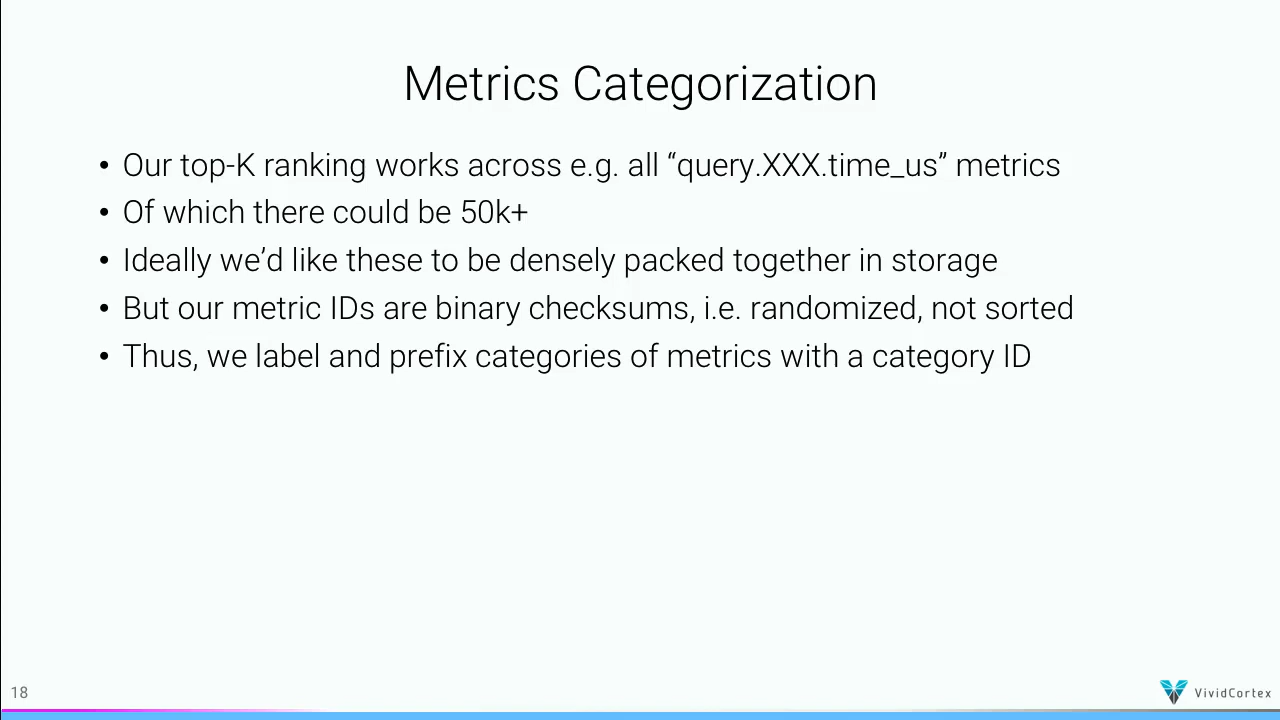 Metrics Categorization
• Our top-K ranking works across e.g. all “query.XXX.time_us” metrics
• Of which there could be 50k+
• Ideally we’d like these to be densely packed together in storage
• But our metric IDs are binary checksums, i.e. randomized, not sorted
• Thus, we label and prefix categories of metrics with a category ID
18
VividCortex